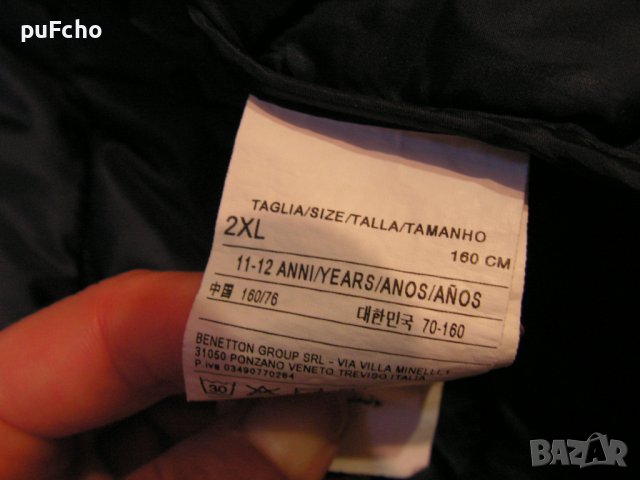 puFcho
TAGLIA/SIZE/TALLA/TAMANHO
2XL 160 CM
11-12 ANNI/YEARS/ANOS/AÑOS
中国 160/76 대한민국 70-160
BENETTON GROUP SRL - VIA VILLA MINELLI, 1
31050 PONZANO VENETO TREVISO ITALIA
P. IVA 03490770264
30
BAZAR